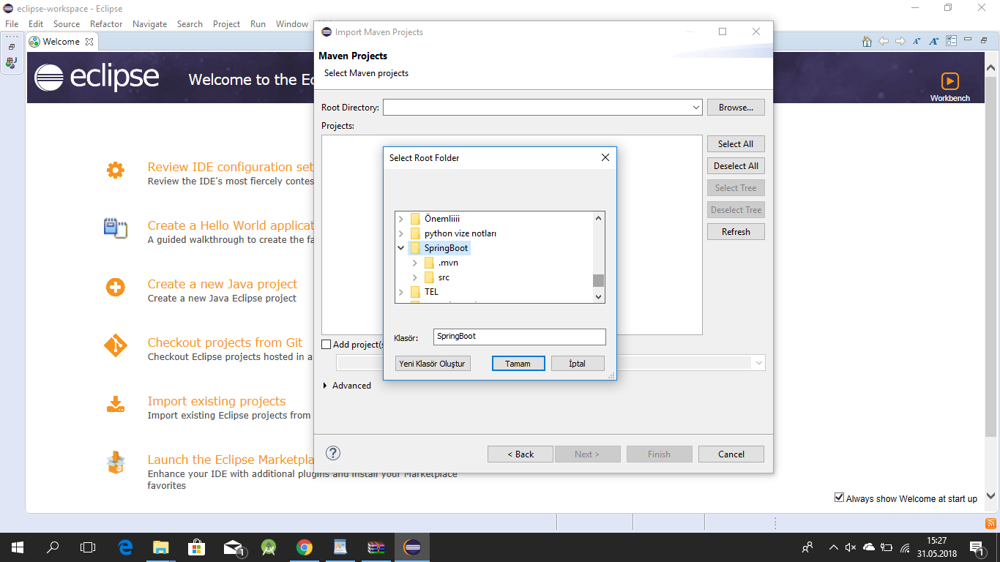 eclipse-workspace - Eclipse
File Edit Source Refactor Navigate Search Project Run Window
Welcome
eclipse
Welcome to the Ec
Workbench
Review IDE configuration set
Review the IDE's most fiercely contes
Create a Hello World applicat
A guided walkthrough to create the fa
Create a new Java project
Create a new Java Eclipse project
Checkout projects from Git
Checkout Eclipse projects hosted in a
Import existing projects
Import existing Eclipse projects from
Launch the Eclipse Marketpla
Enhance your IDE with additional plugins and install your Marketplace
favorites
Always show Welcome at start up
Import Maven Projects
Maven Projects
Select Maven projects
Root Directory:
Browse...
Projects:
Select All
Deselect All
Select Tree
Deselect Tree
Refresh
Add project(s
Advanced
< Back
Next >
Finish
Cancel
Select Root Folder
Önemliiii
python vize notları
SpringBoot
.mvn
src
TEL
Klasör:
SpringBoot
Yeni Klasör Oluştur
Tamam
İptal
1
15:27
31.05.2018
1